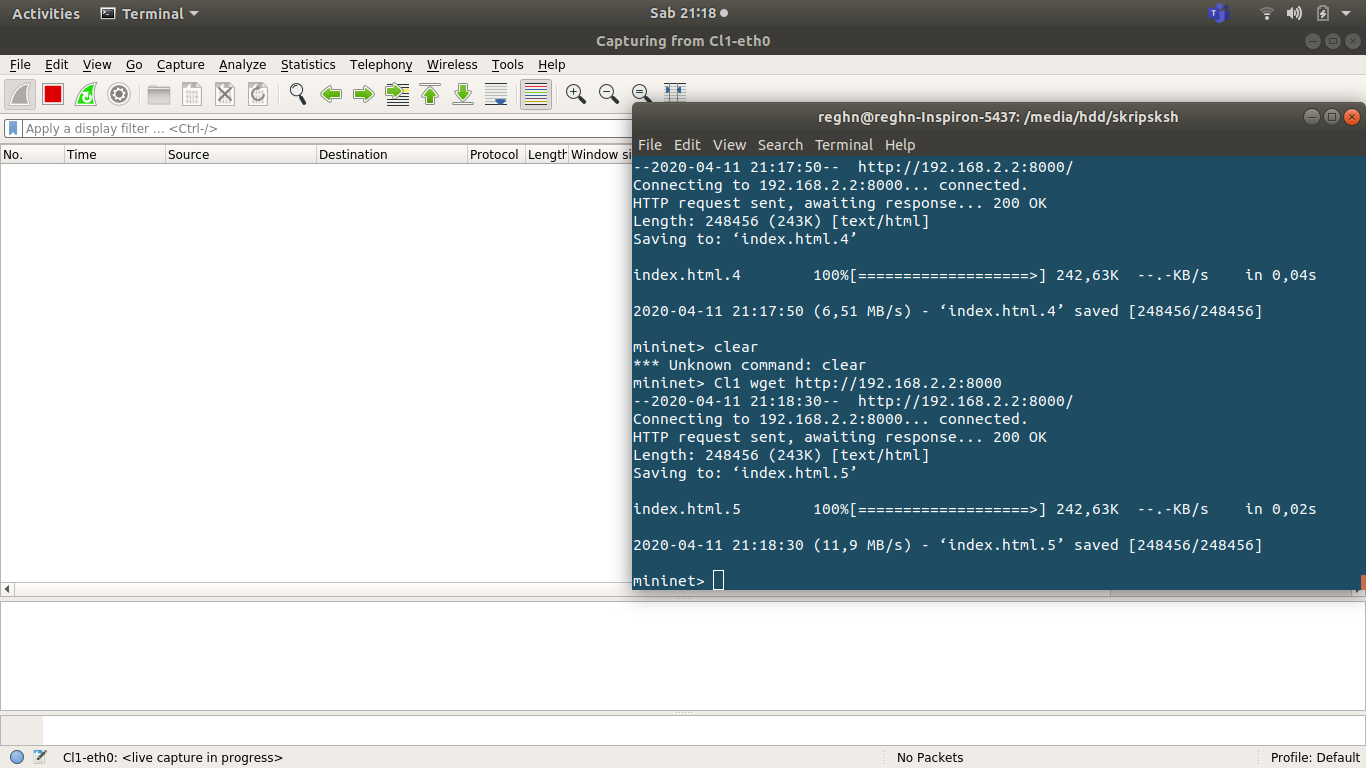 Activities Terminal Sab 21:18
Capturing from Cl1-eth0
File Edit View Go Capture Analyze Statistics Telephony Wireless Tools Help
Apply a display filter ... <Ctrl-/>
No. Time Source Destination Protocol Length Window si
reghn@reghn-Inspiron-5437: /media/hdd/skripsksh
File Edit View Search Terminal Help
--2020-04-11 21:17:50--  http://192.168.2.2:8000/
Connecting to 192.168.2.2:8000... connected.
HTTP request sent, awaiting response... 200 OK
Length: 248456 (243K) [text/html]
Saving to: ‘index.html.4’
index.html.4        100%[===================>] 242,63K  --.-KB/s    in 0,04s
2020-04-11 21:17:50 (6,51 MB/s) - ‘index.html.4’ saved [248456/248456]
mininet> clear
*** Unknown command: clear
mininet> Cl1 wget http://192.168.2.2:8000
--2020-04-11 21:18:30--  http://192.168.2.2:8000/
Connecting to 192.168.2.2:8000... connected.
HTTP request sent, awaiting response... 200 OK
Length: 248456 (243K) [text/html]
Saving to: ‘index.html.5’
index.html.5        100%[===================>] 242,63K  --.-KB/s    in 0,02s
2020-04-11 21:18:30 (11,9 MB/s) - ‘index.html.5’ saved [248456/248456]
mininet>
Cl1-eth0: <live capture in progress> No Packets Profile: Default